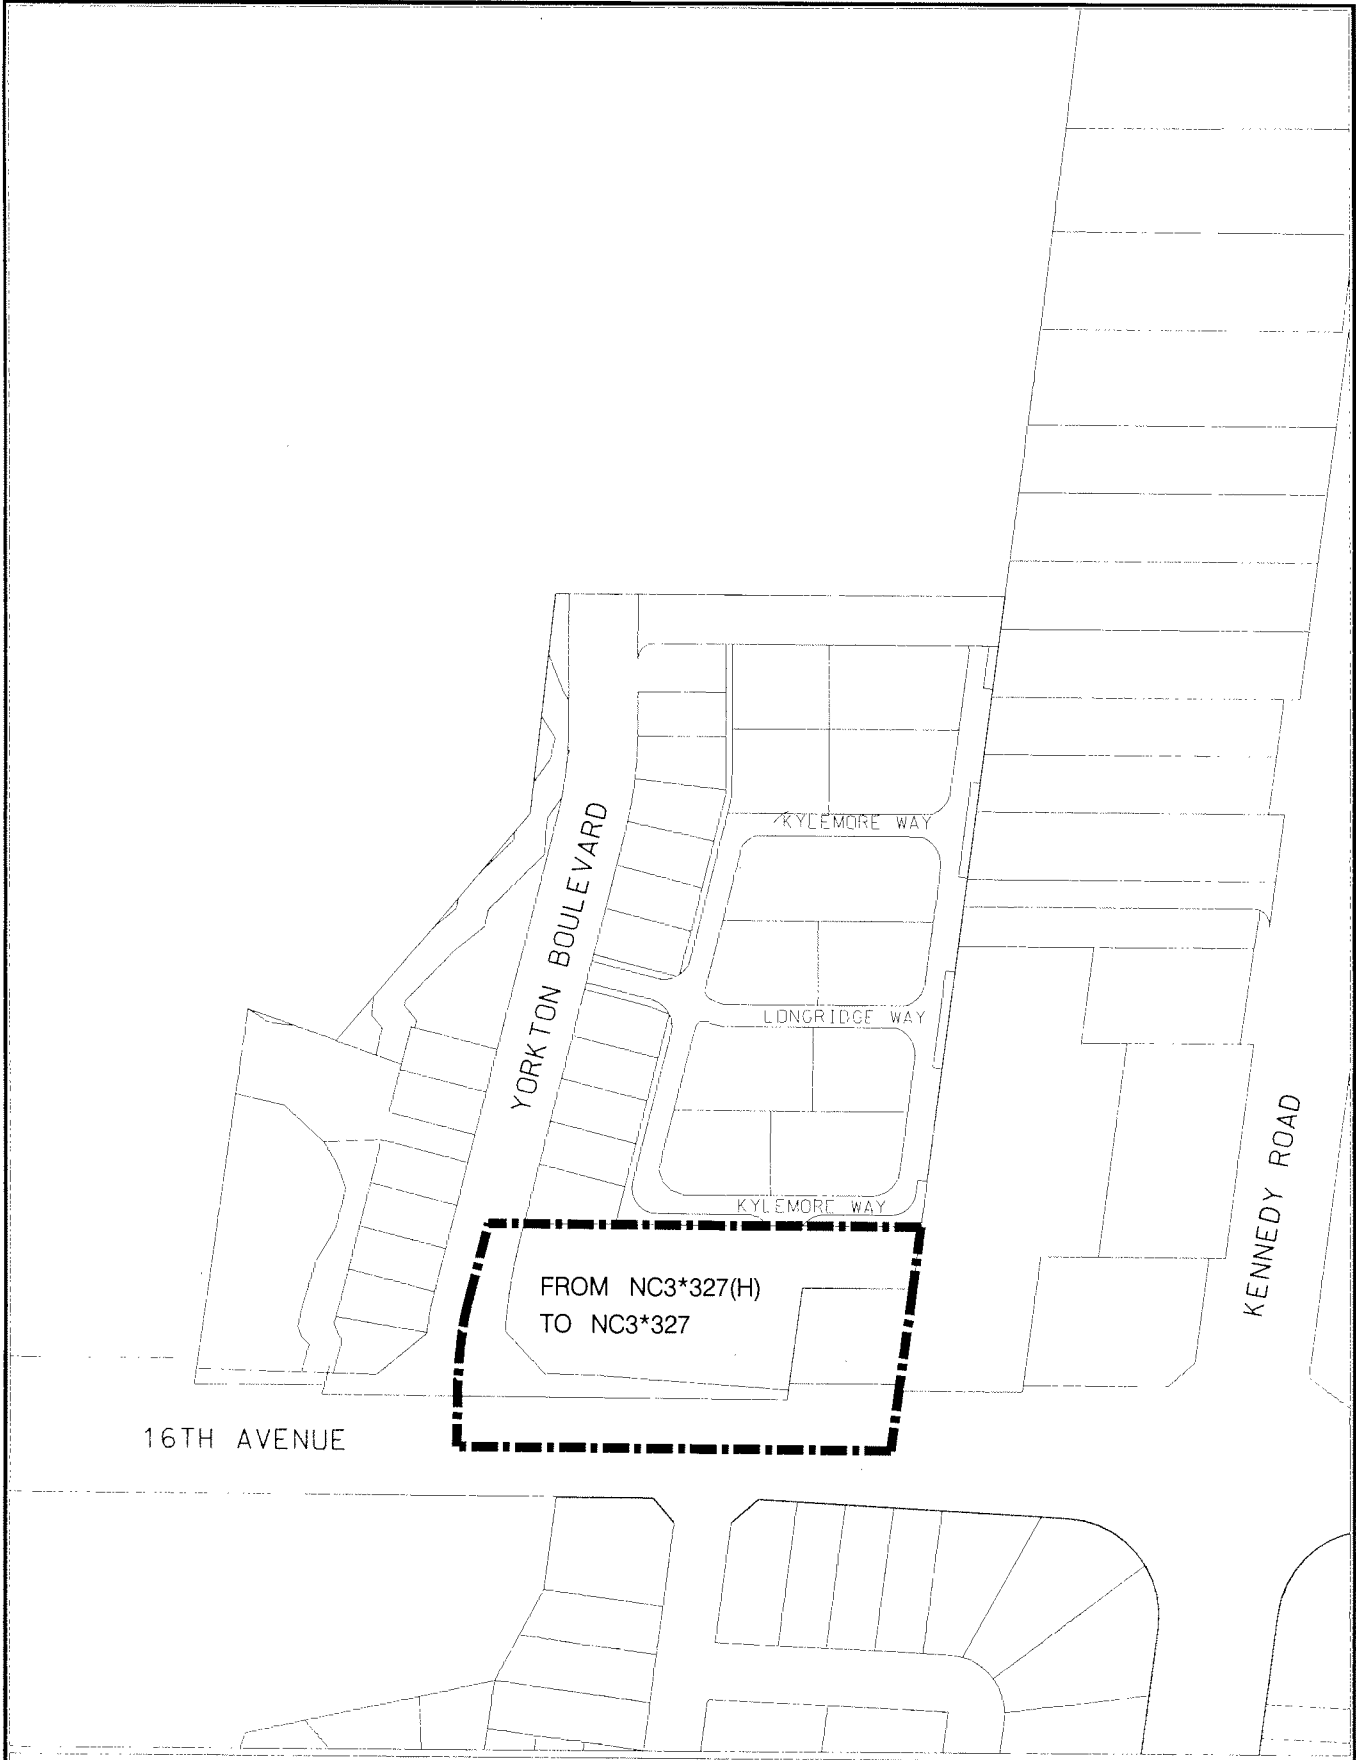 KYLEMORE WAY
YORKTON BOULEVARD
LONGRIDGE WAY
KYLEMORE WAY
KENNEDY ROAD
FROM NC3*327(H)
TO NC3*327
16TH AVENUE